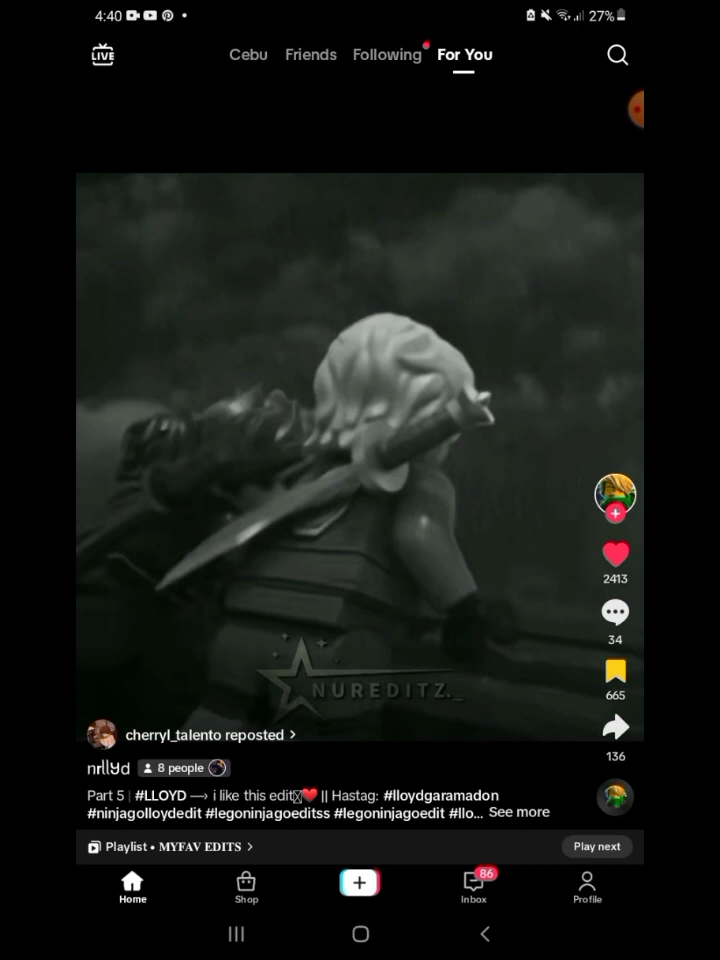 4:40
27%
LIVE
Cebu Friends Following For You
2413
34
665
136
NUREDITZ._
cherryl_talento reposted >
nrllyd 8 people
Part 5 | #LLOYD —> i like this edit ❤️ || Hastag: #lloydgaramadon
#ninjagolloydedit #legoninjagoeditss #legoninjagoedit #llo... See more
Playlist • MYFAV EDITS > Play next
86
Home Shop Inbox Profile